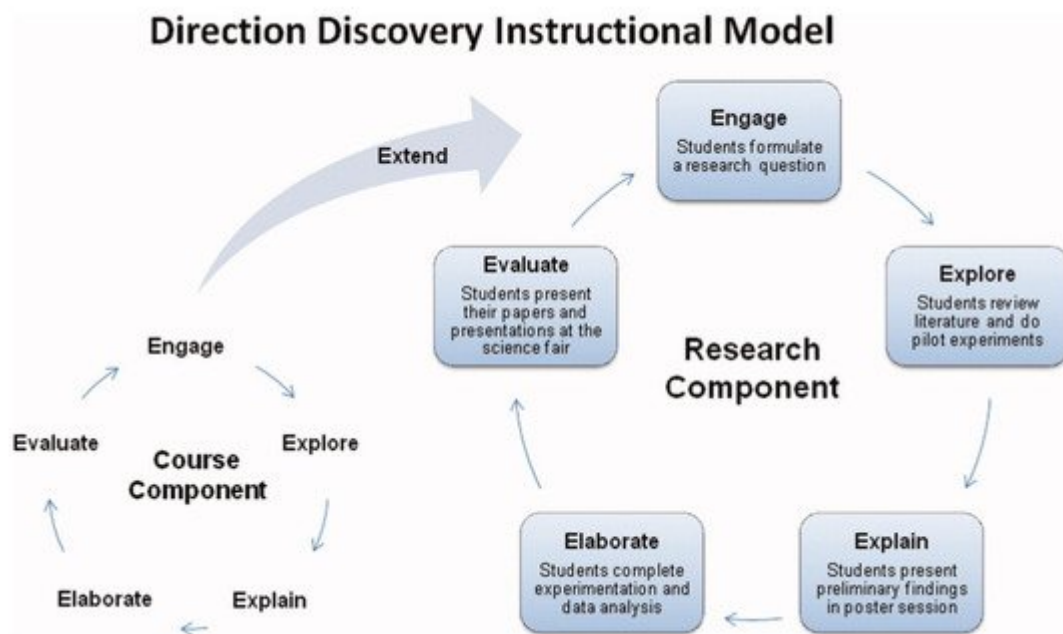 Direction Discovery Instructional Model
Extend
Engage
Students formulate
a research question
Evaluate
Students present
their papers and
presentations at the
science fair
Explore
Students review
literature and do
pilot experiments
Research
Component
Elaborate
Students complete
experimentation and
data analysis
Explain
Students present
preliminary findings
in poster session
Engage
Evaluate
Explore
Course
Component
Elaborate
Explain